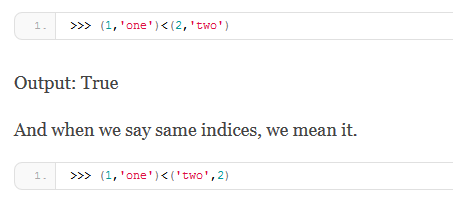 1. >>> (1,'one')<(2,'two')
Output: True
And when we say same indices, we mean it.
1. >>> (1,'one')<('two',2)